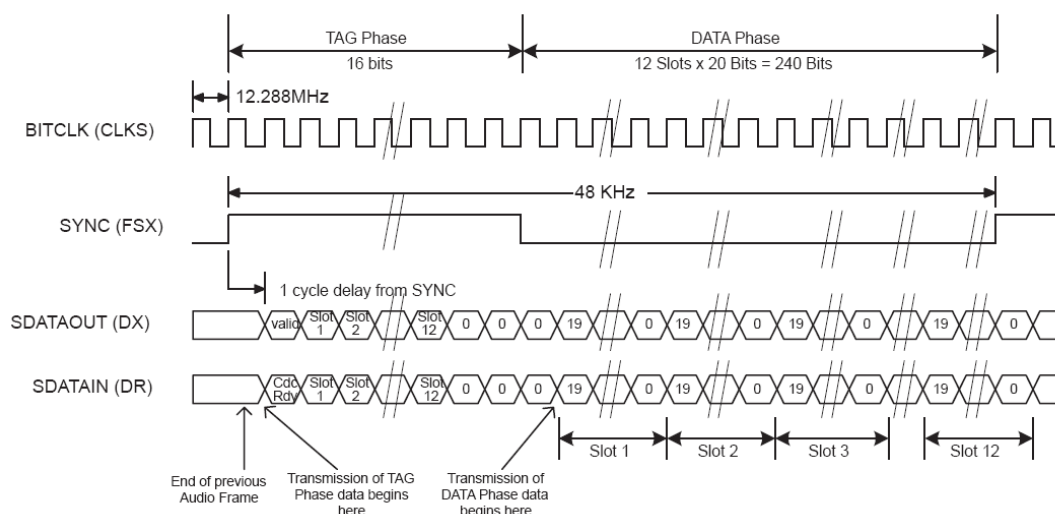 TAG Phase
DATA Phase
16 bits
12 Slots x 20 Bits = 240 Bits
12.288MHz
BITCLK (CLKS)
48 KHz
SYNC (FSX)
1 cycle delay from SYNC
SDATAOUT (DX)
valid
Slot
1
Slot
2
Slot
12
0
0
0
19
0
19
0
19
0
19
0
SDATAIN (DR)
Cdc
Rdy
Slot
1
Slot
2
Slot
12
0
0
0
19
0
19
0
19
0
19
0
Slot 1
Slot 2
Slot 3
Slot 12
End of previous
Audio Frame
Transmission of TAG
Phase data begins
here
Transmission of
DATA Phase data
begins here